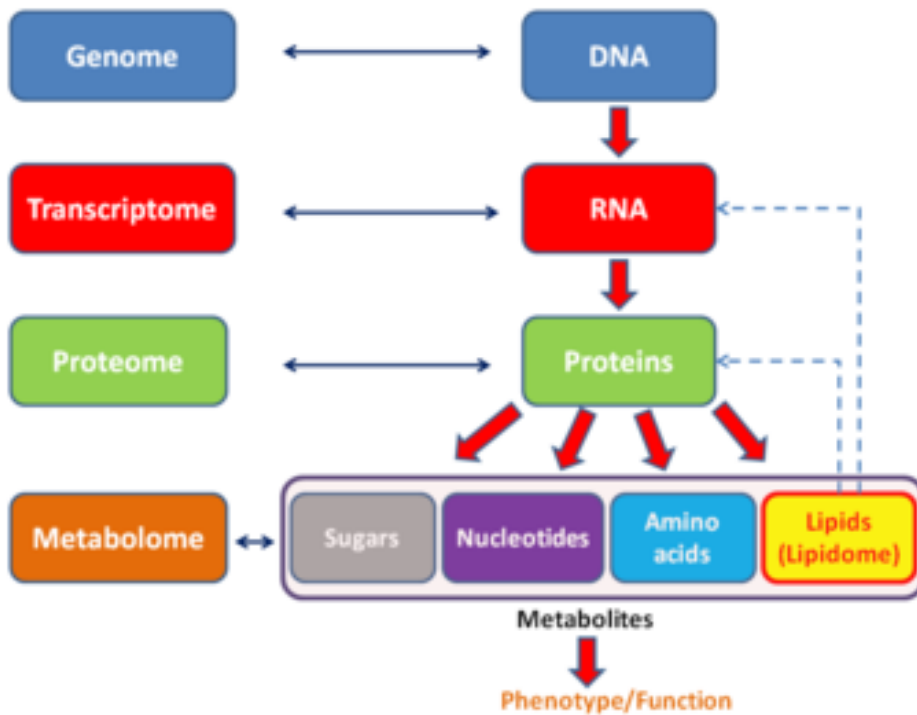 Genome
DNA
Transcriptome
RNA
Proteome
Proteins
Metabolome
Sugars
Nucleotides
Amino
acids
Lipids
(Lipidome)
Metabolites
Phenotype/Function